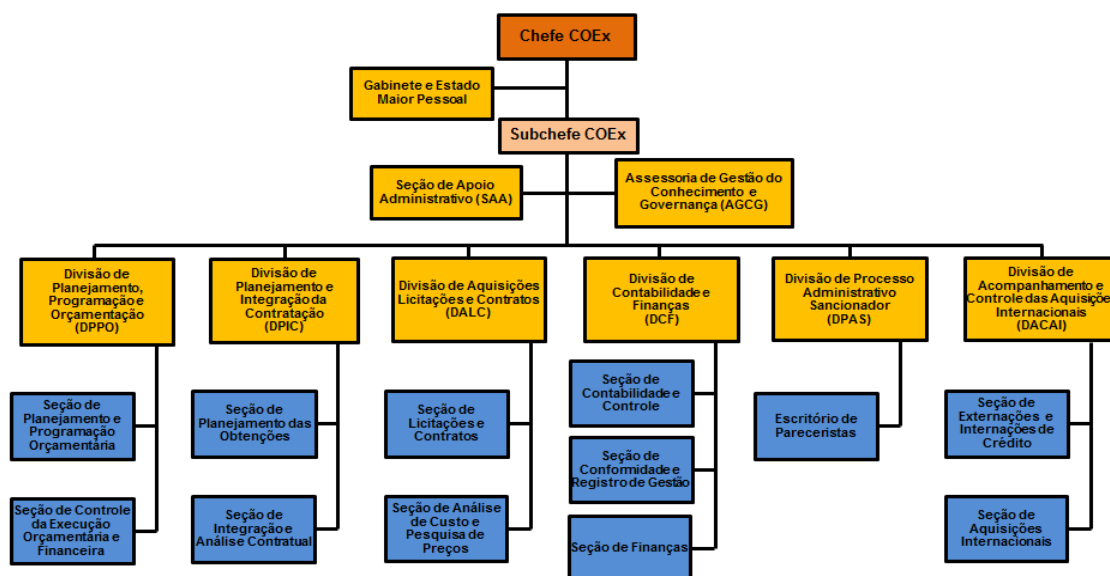 Chefe COEx
Gabinete e Estado
Maior Pessoal
Subchefe COEx
Seção de Apoio
Administrativo (SAA)
Assessoria de Gestão do
Conhecimento e
Governança (AGCG)
Divisão de
Planejamento,
Programação e
Orçamentação
(DPPO)
Divisão de
Planejamento e
Integração da
Contratação (DPIC)
Divisão de Aquisições
Licitações e Contratos
(DALC)
Divisão de
Contabilidade e
Finanças
(DCF)
Divisão de Processo
Administrativo
Sancionador
(DPAS)
Divisão de
Acompanhamento e
Controle das Aquisições
Internacionais
(DACAI)
Seção de
Planejamento e
Programação
Orçamentária
Seção de
Planejamento das
Obtenções
Seção de
Licitações e
Contratos
Seção de
Contabilidade e
Controle
Escritório de
Pareceristas
Seção de
Externações e
Internações de
Crédito
Seção de
Conformidade e
Registro de Gestão
Seção de Controle
da Execução
Orçamentária e
Financeira
Seção de
Integração e
Análise Contratual
Seção de Análise
de Custo e
Pesquisa de
Preços
Seção de Finanças
Seção de
Aquisições
Internacionais